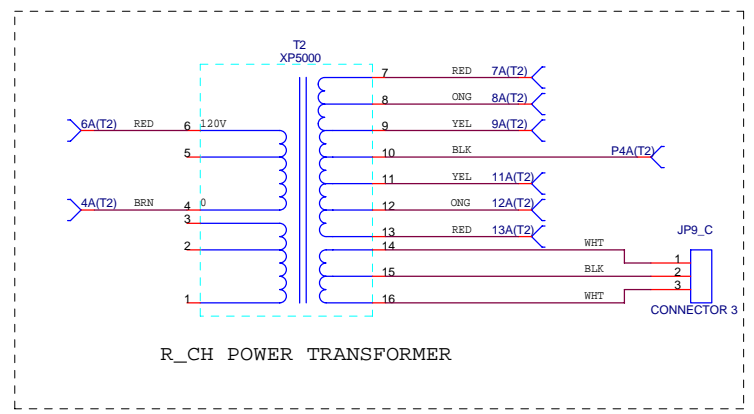 T2
XP5000
7 RED 7A(T2)
8 ONG 8A(T2)
6A(T2) RED 6 120V 9 YEL 9A(T2)
5 10 BLK P4A(T2)
11 YEL 11A(T2)
4A(T2) BRN 4 0 12 ONG 12A(T2)
3 13 RED 13A(T2) JP9_C
2 14 WHT 1
15 BLK 2
1 16 WHT 3
CONNECTOR 3
R_CH POWER TRANSFORMER